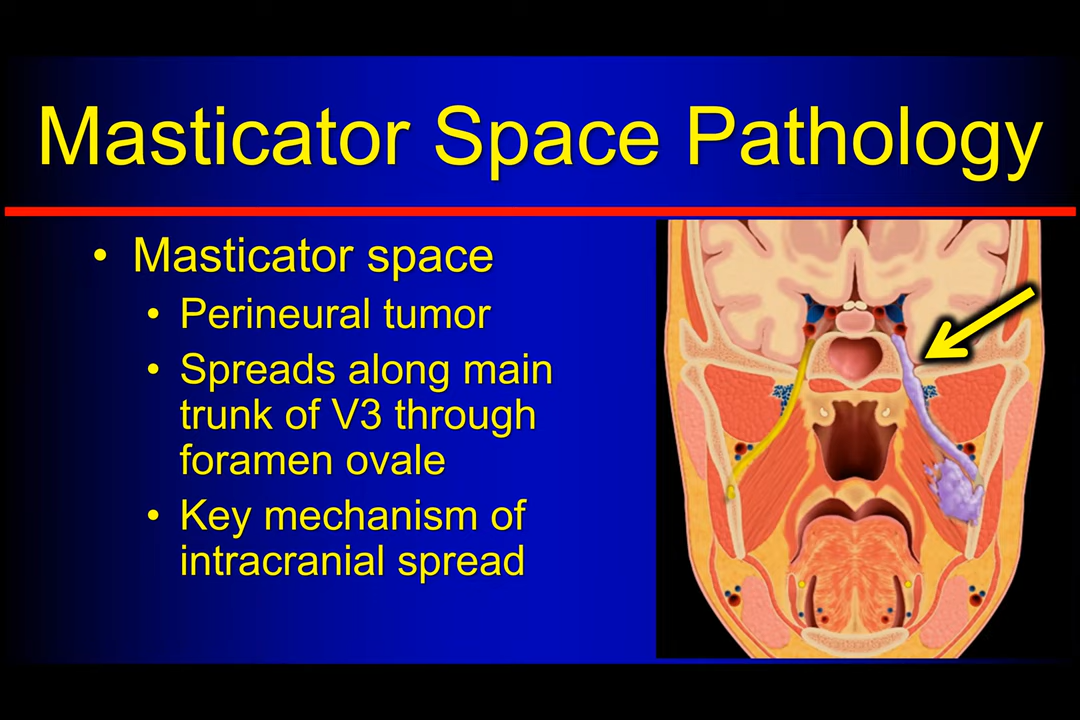 Masticator Space Pathology
• Masticator space
• Perineural tumor
• Spreads along main
trunk of V3 through
foramen ovale
• Key mechanism of
intracranial spread